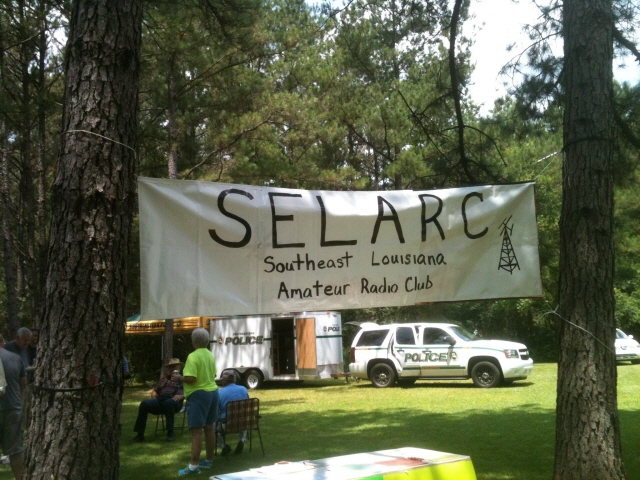 SELARC
Southeast Louisiana
Amateur Radio Club
POLICE
POLICE